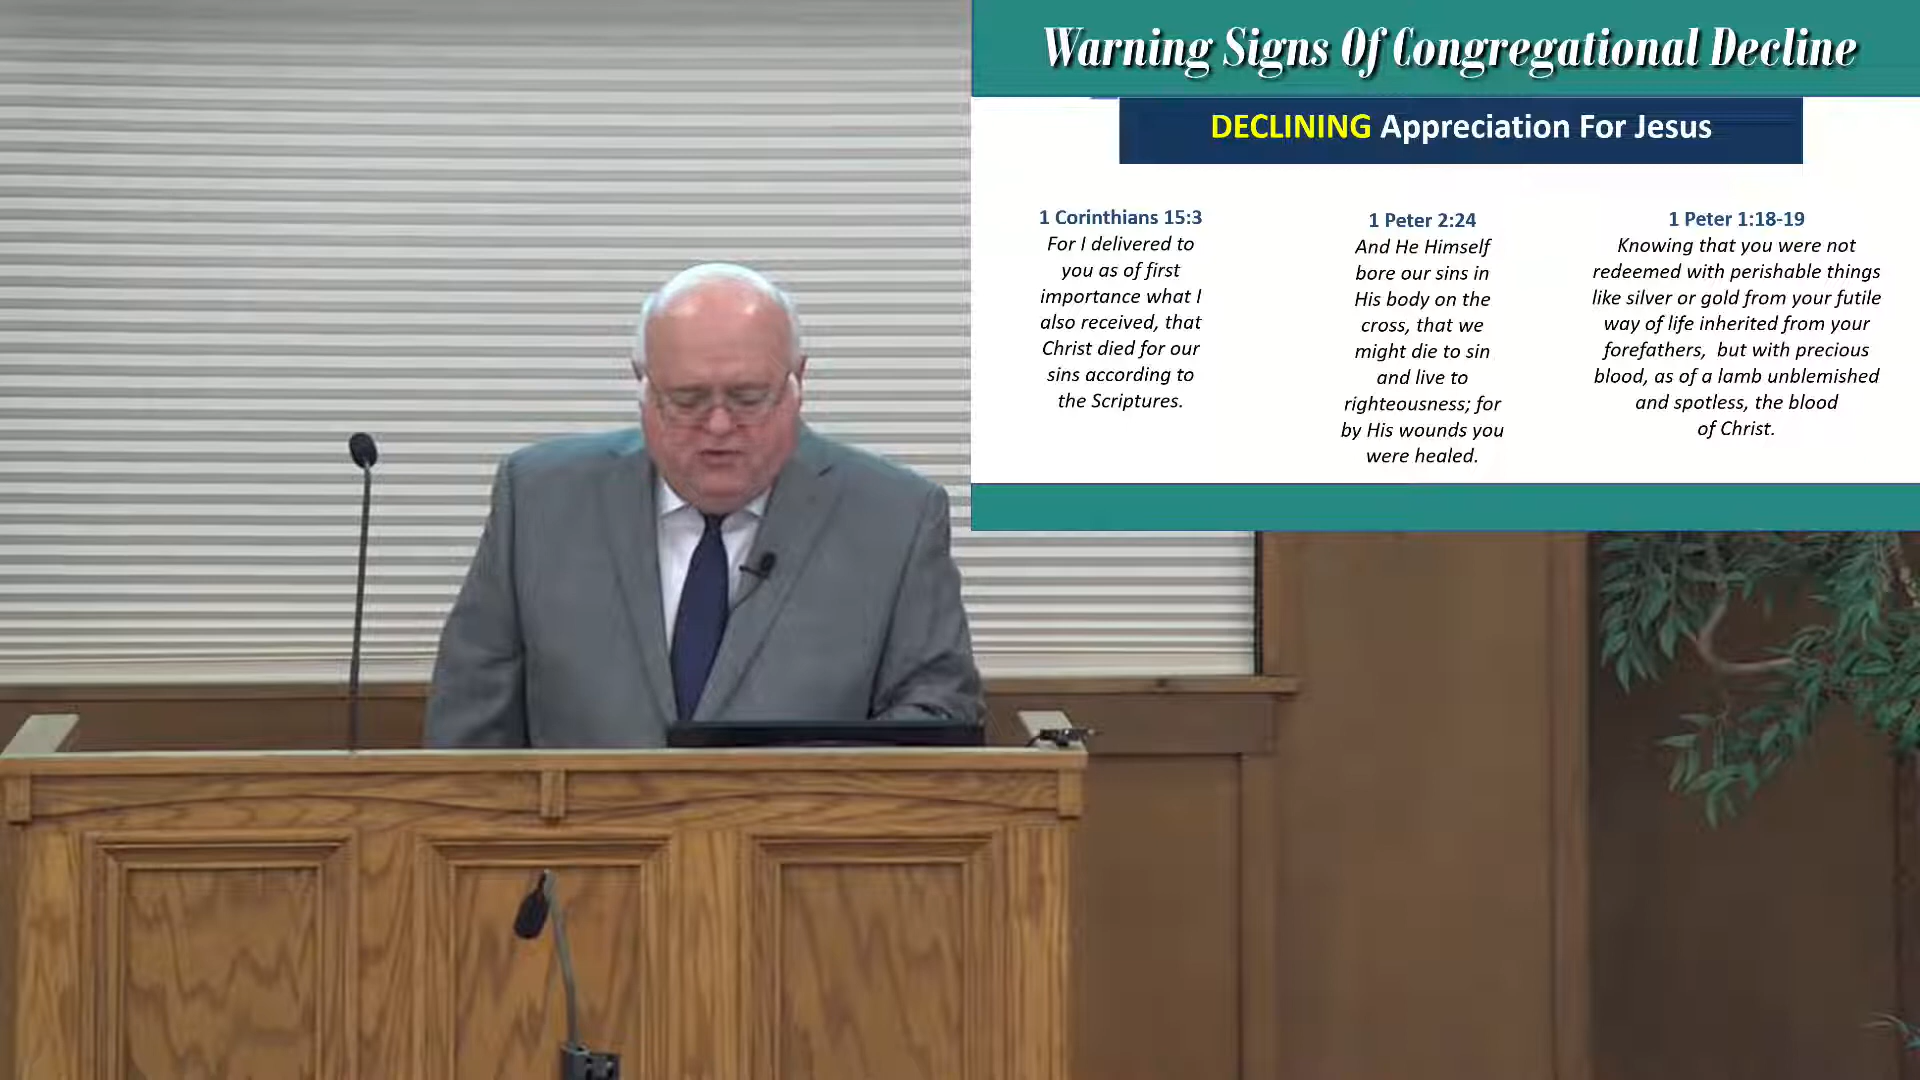 Warning Signs Of Congregational Decline
DECLINING Appreciation For Jesus
1 Corinthians 15:3
For I delivered to
you as of first
importance what I
also received, that
Christ died for our
sins according to
the Scriptures.
1 Peter 2:24
And He Himself
bore our sins in
His body on the
cross, that we
might die to sin
and live to
righteousness; for
by His wounds you
were healed.
1 Peter 1:18-19
Knowing that you were not
redeemed with perishable things
like silver or gold from your futile
way of life inherited from your
forefathers, but with precious
blood, as of a lamb unblemished
and spotless, the blood
of Christ.